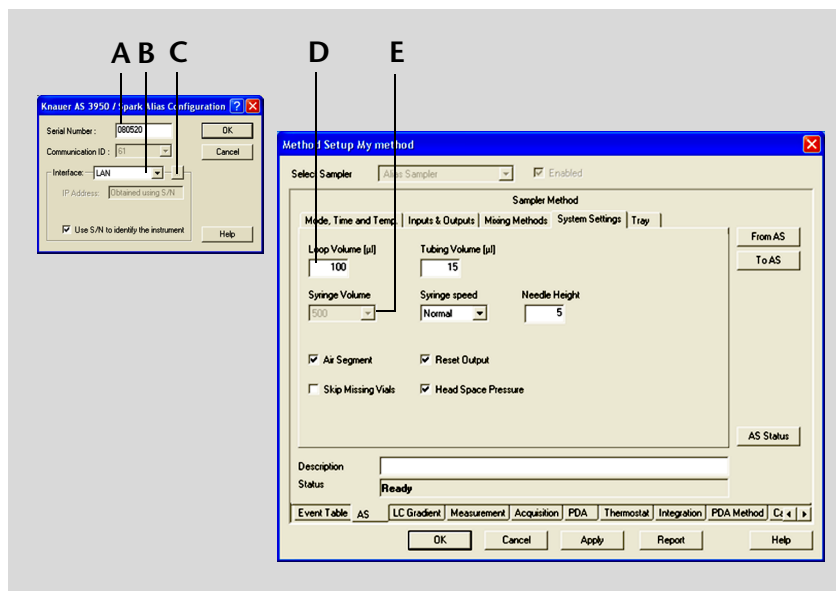 A B C D E
Knauer AS 3950 / Spark Alias Configuration
Serial Number : 080520 OK
Communication ID : 61 Cancel
Interface: LAN
IP Address: Obtained using S/N
Use S/N to identify the instrument Help
Method Setup My method
Select Sampler Alias Sampler Enabled
Sampler Method
Mode, Time and Temp. Inputs & Outputs Mixing Methods System Settings Tray
From AS
To AS
Loop Volume [µl] Tubing Volume [µl]
100 15
Syringe Volume Syringe speed Needle Height
500 Normal 5
Air Segment Reset Output
Skip Missing Vials Head Space Pressure
AS Status
Description
Status Ready
Event Table AS LC Gradient Measurement Acquisition PDA Thermostat Integration PDA Method
OK Cancel Apply Report Help